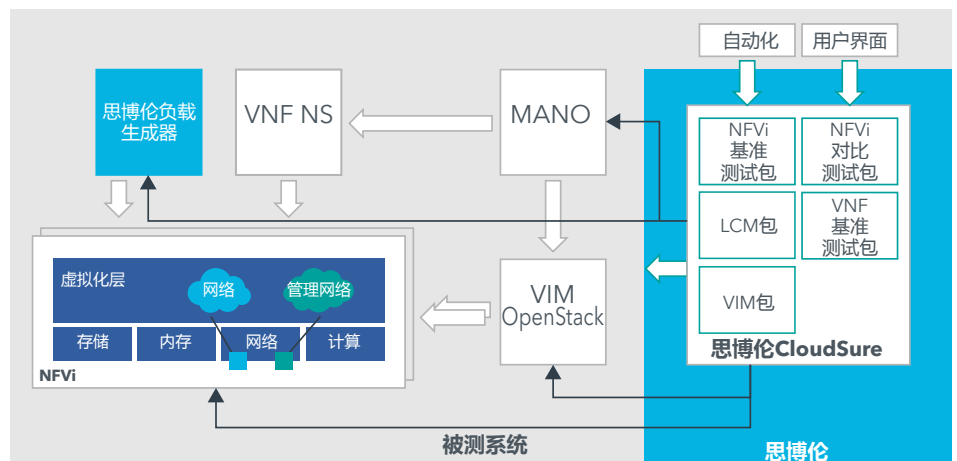 自动化
用户界面
思博伦负载
生成器
VNF NS
MANO
NFVi
基准
测试包
NFVi
对比
测试包
LCM包
VNF
基准
测试包
VIM包
思博伦CloudSure
虚拟化层
网络
管理网络
存储
内存
网络
计算
NFVi
VIM
OpenStack
被测系统
思博伦